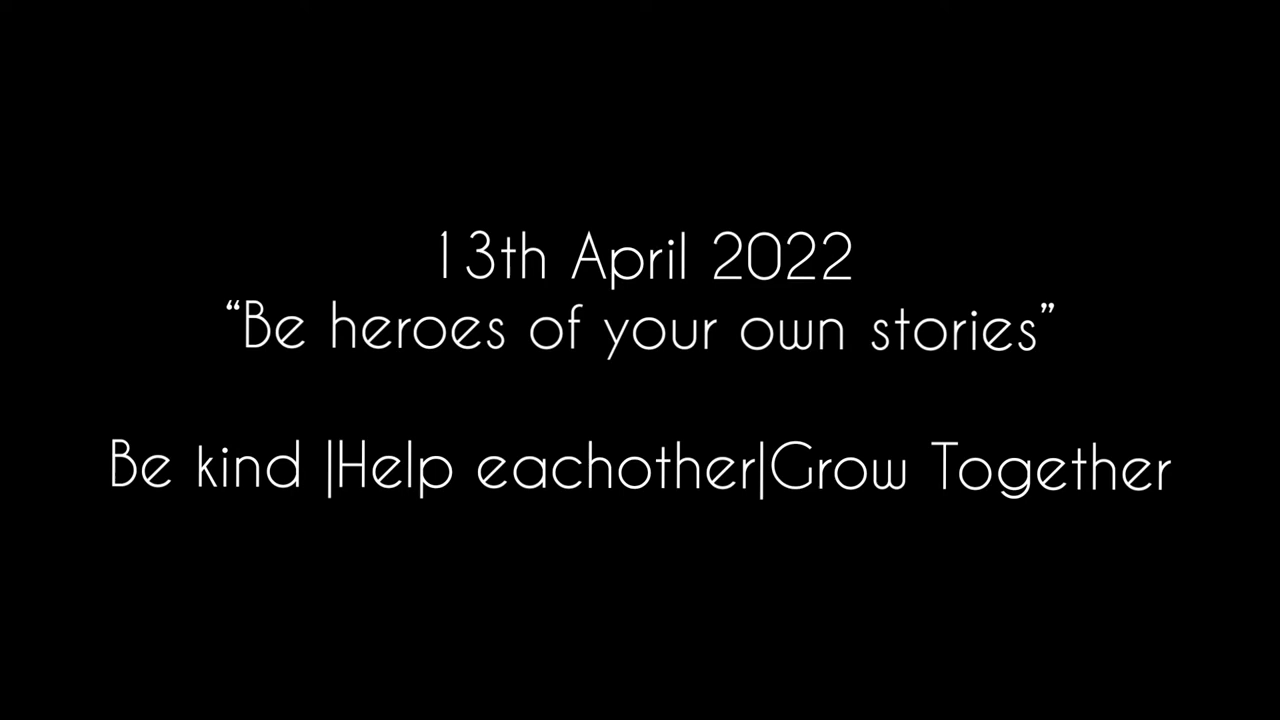 13th April 2022
“Be heroes of your own stories”
Be kind |Help eachother|Grow Together